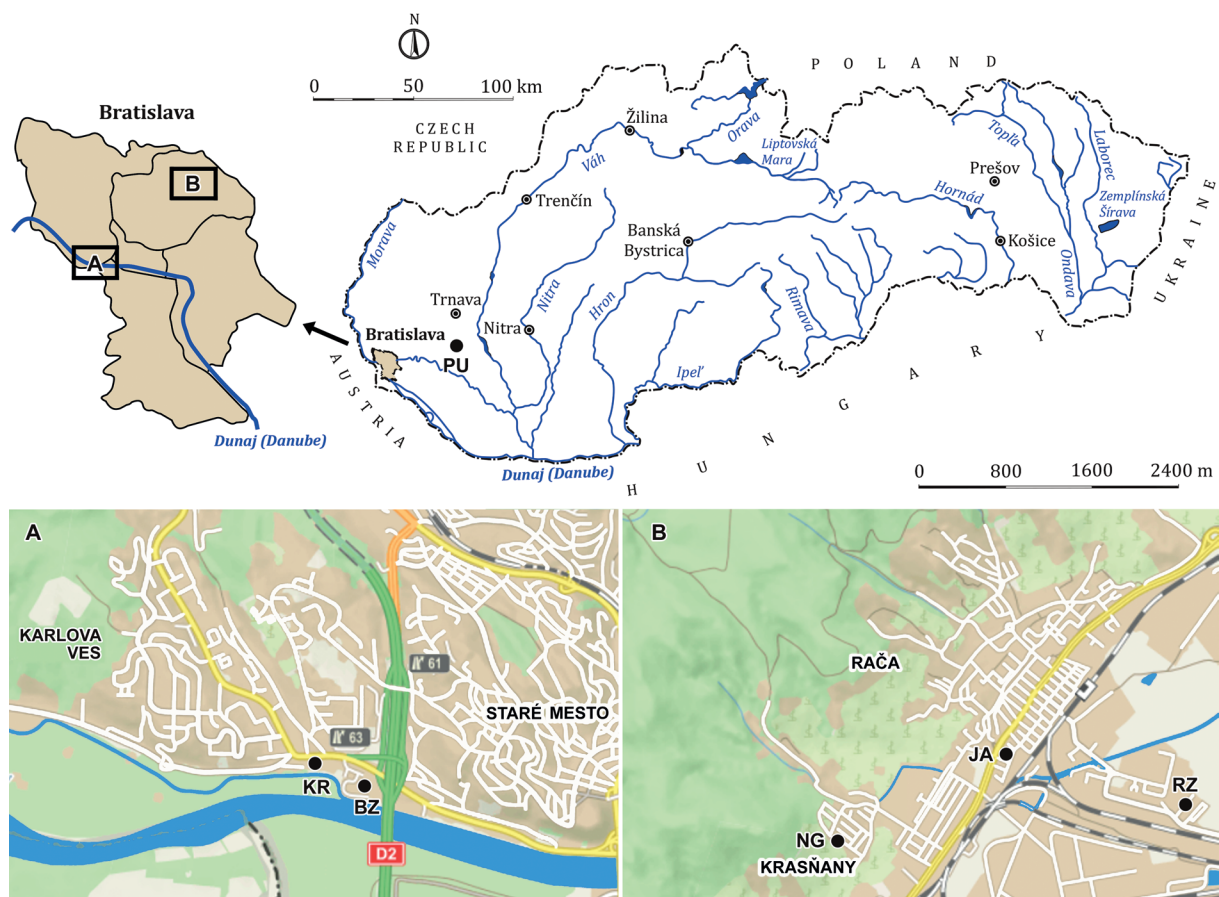 N
0
50
100 km
Bratislava
B
A
Dunaj (Danube)
CZECH
REPUBLIC
POLAND
UKRAINE
HUNGARY
AUSTRIA
Žilina
Orava
Liptovská
Mara
Váh
Trenčín
Topľa
Laborec
Prešov
Hornád
Zemplínská
Šírava
Morava
Banská
Bystrica
Košice
Ondava
Trnava
Nitra
Hron
Rimava
Nitra
Bratislava
PU
Ipeľ
Dunaj (Danube)
0
800
1600
2400 m
A
KARLOVA
VES
61
STARÉ MESTO
63
KR
BZ
D2
B
RAČA
JA
RZ
NG
KRASŇANY